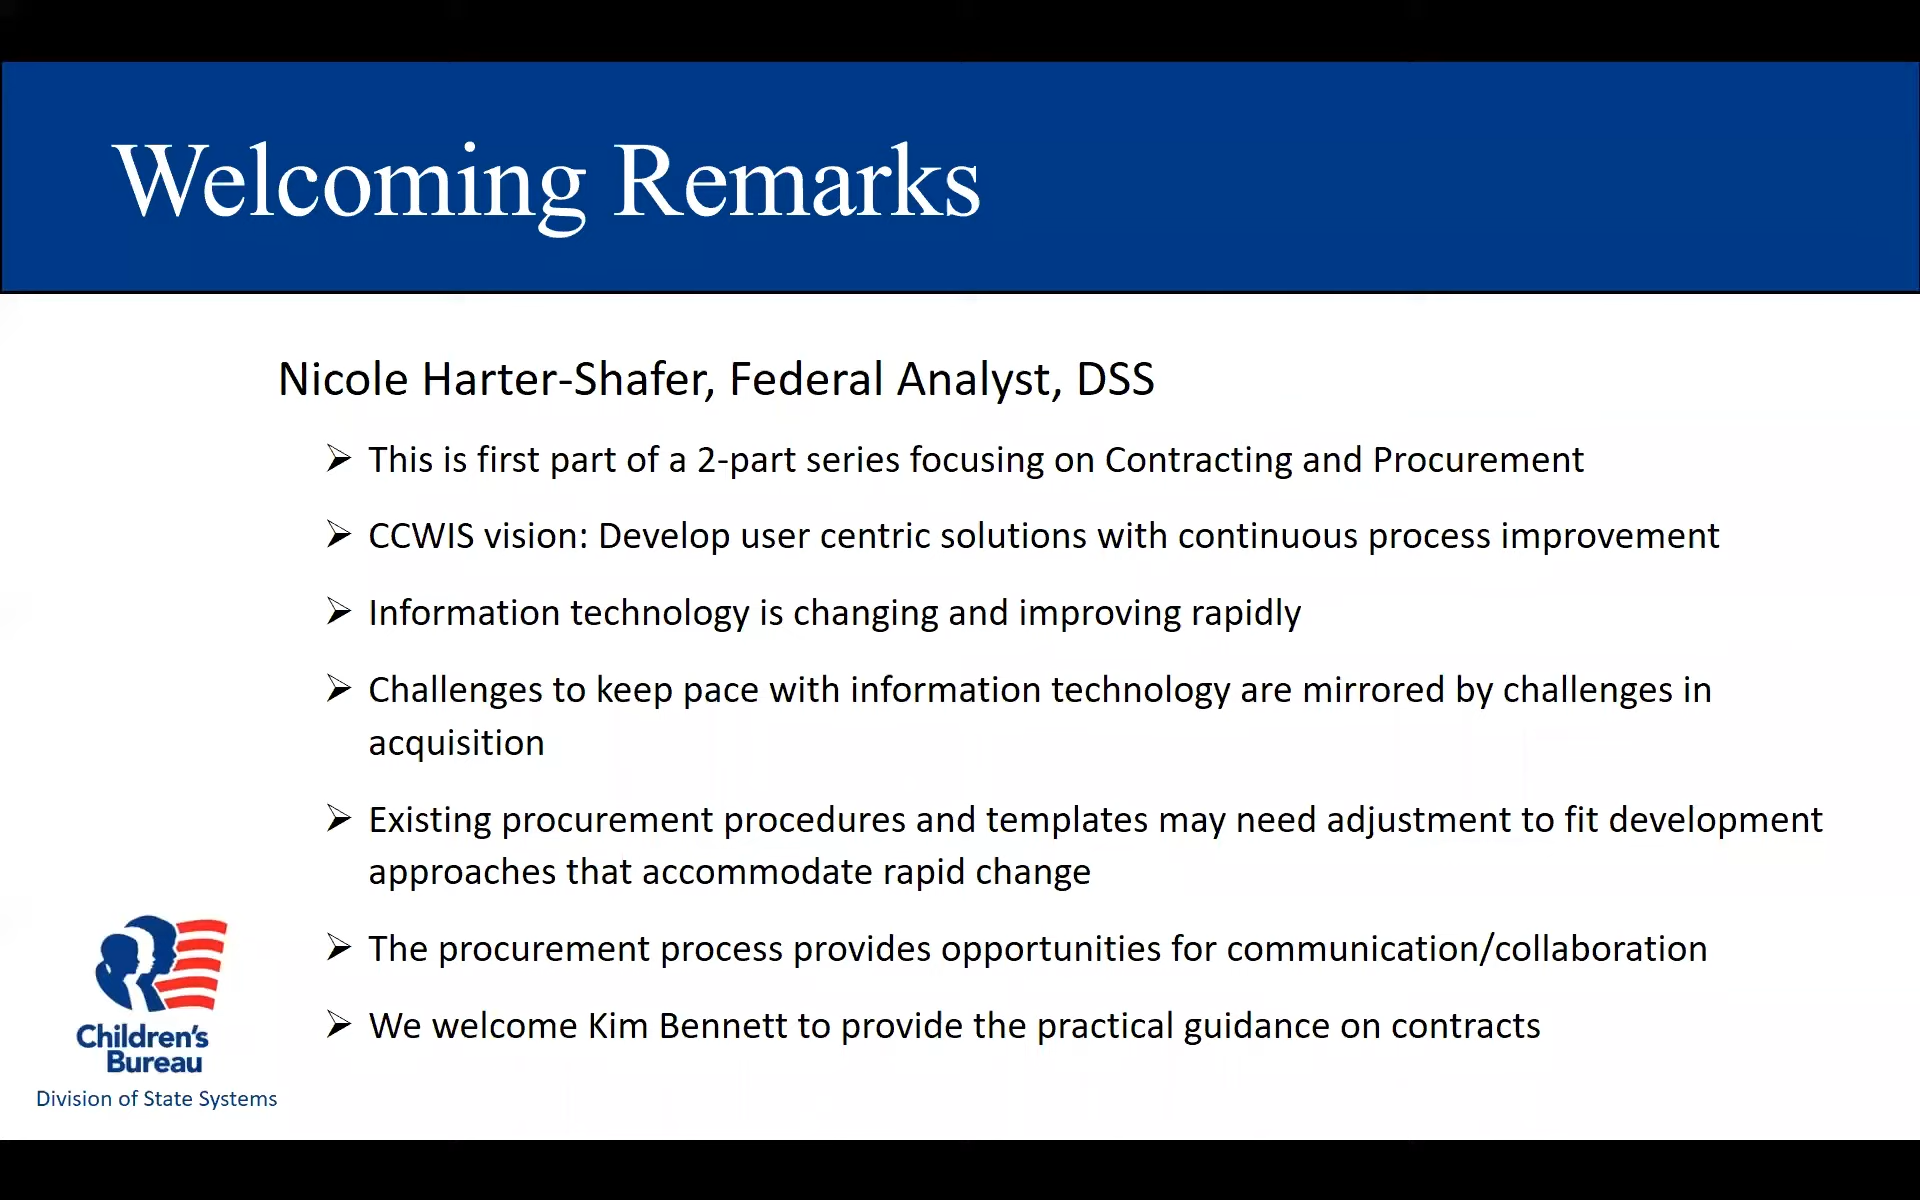 Welcoming Remarks
Nicole Harter-Shafer, Federal Analyst, DSS
➢ This is first part of a 2-part series focusing on Contracting and Procurement
➢ CCWIS vision: Develop user centric solutions with continuous process improvement
➢ Information technology is changing and improving rapidly
➢ Challenges to keep pace with information technology are mirrored by challenges in
acquisition
➢ Existing procurement procedures and templates may need adjustment to fit development
approaches that accommodate rapid change
➢ The procurement process provides opportunities for communication/collaboration
➢ We welcome Kim Bennett to provide the practical guidance on contracts
Children's
Bureau
Division of State Systems